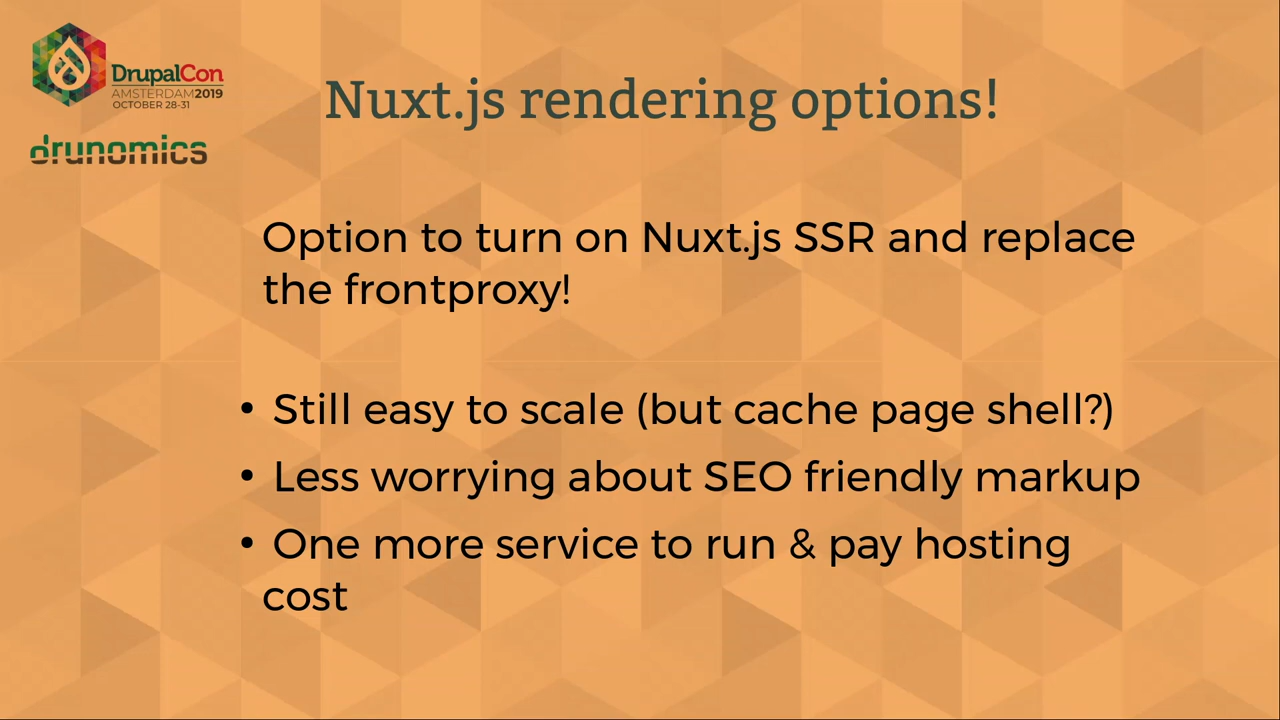 DrupalCon
AMSTERDAM2019
OCTOBER 28-31
drunomics
Nuxt.js rendering options!
Option to turn on Nuxt.js SSR and replace
the frontproxy!
• Still easy to scale (but cache page shell?)
• Less worrying about SEO friendly markup
• One more service to run & pay hosting
cost